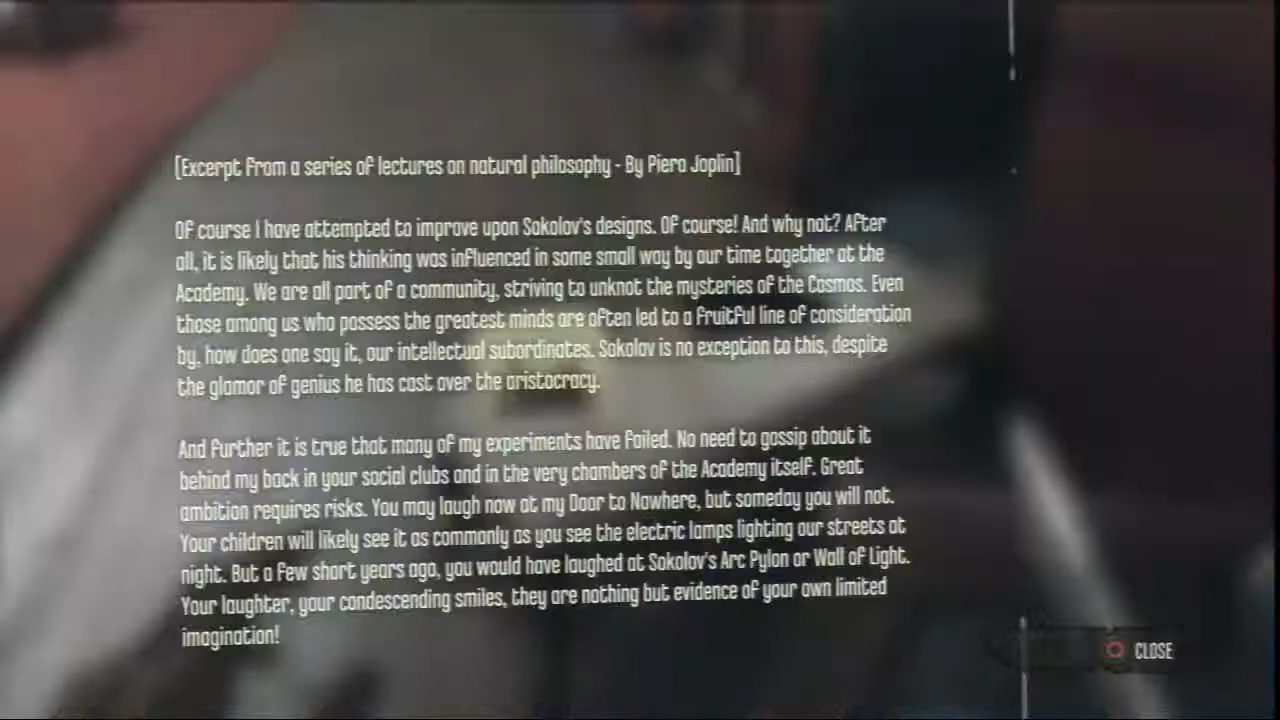 [Excerpt from a series of lectures on natural philosophy - By Piero Joplin]
Of course I have attempted to improve upon Sokolov's designs. Of course! And why not? After
all, it is likely that his thinking was influenced in some small way by our time together at the
Academy. We are all part of a community, striving to unknot the mysteries of the Cosmos. Even
those among us who possess the greatest minds are often led to a fruitful line of consideration
by, how does one say it, our intellectual subordinates. Sokolov is no exception to this, despite
the glamor of genius he has cast over the aristocracy.
And further it is true that many of my experiments have failed. No need to gossip about it
behind my back in your social clubs and in the very chambers of the Academy itself. Great
ambition requires risks. You may laugh now at my Door to Nowhere, but someday you will not.
Your children will likely see it as commonly as you see the electric lamps lighting our streets at
night. But a few short years ago, you would have laughed at Sokolov's Arc Pylon or Wall of Light.
Your laughter, your condescending smiles, they are nothing but evidence of your own limited
imagination!
CLOSE